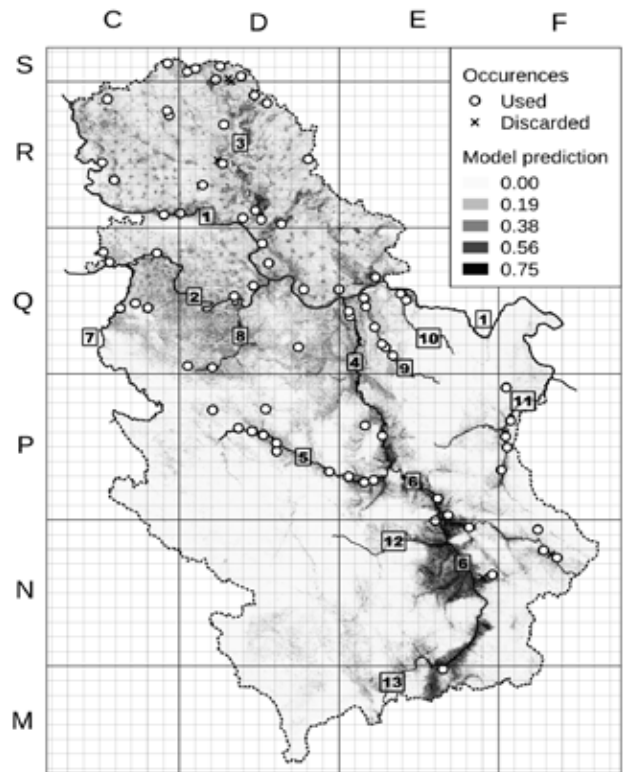 C D E F
S
R
Q
P
N
M
Occurences
Used
Discarded
Model prediction
0.00
0.19
0.38
0.56
0.75
3
1
2
8
7
4
9
10
1
11
5
6
12
6
13